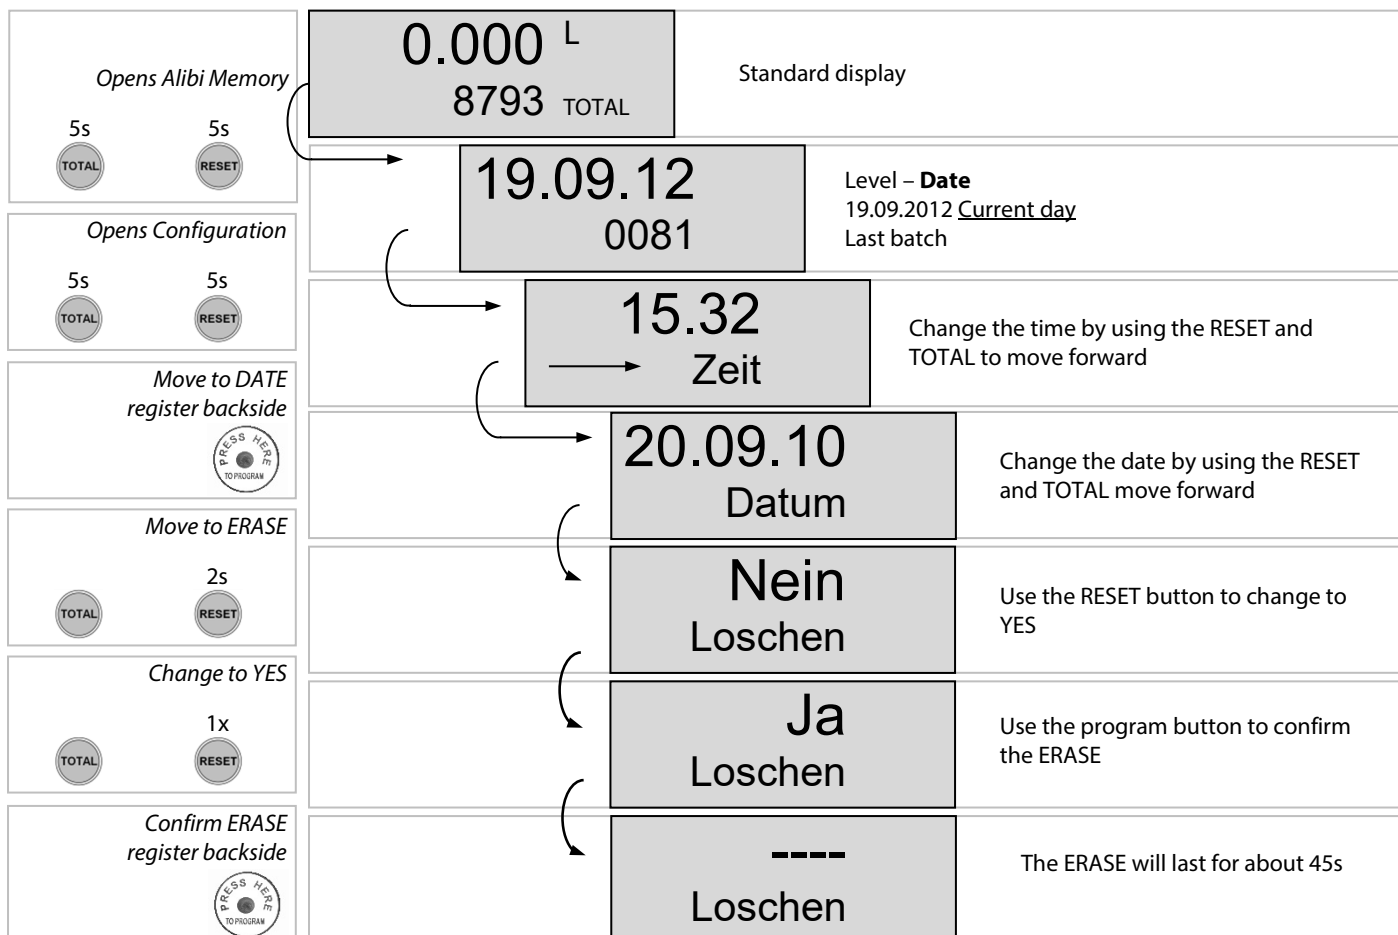 Opens Alibi Memory
5s 5s
TOTAL RESET
0.000 L
8793 TOTAL
Standard display
19.09.12
0081
Level – Date
19.09.2012 Current day
Last batch
Opens Configuration
5s 5s
TOTAL RESET
15.32
Zeit
Change the time by using the RESET and
TOTAL to move forward
Move to DATE
register backside
PRESS HERE
TO PROGRAM
20.09.10
Datum
Change the date by using the RESET
and TOTAL move forward
Move to ERASE
2s
TOTAL RESET
Nein
Loschen
Use the RESET button to change to
YES
Change to YES
1x
TOTAL RESET
Ja
Loschen
Use the program button to confirm
the ERASE
Confirm ERASE
register backside
PRESS HERE
TO PROGRAM
----
Loschen
The ERASE will last for about 45s